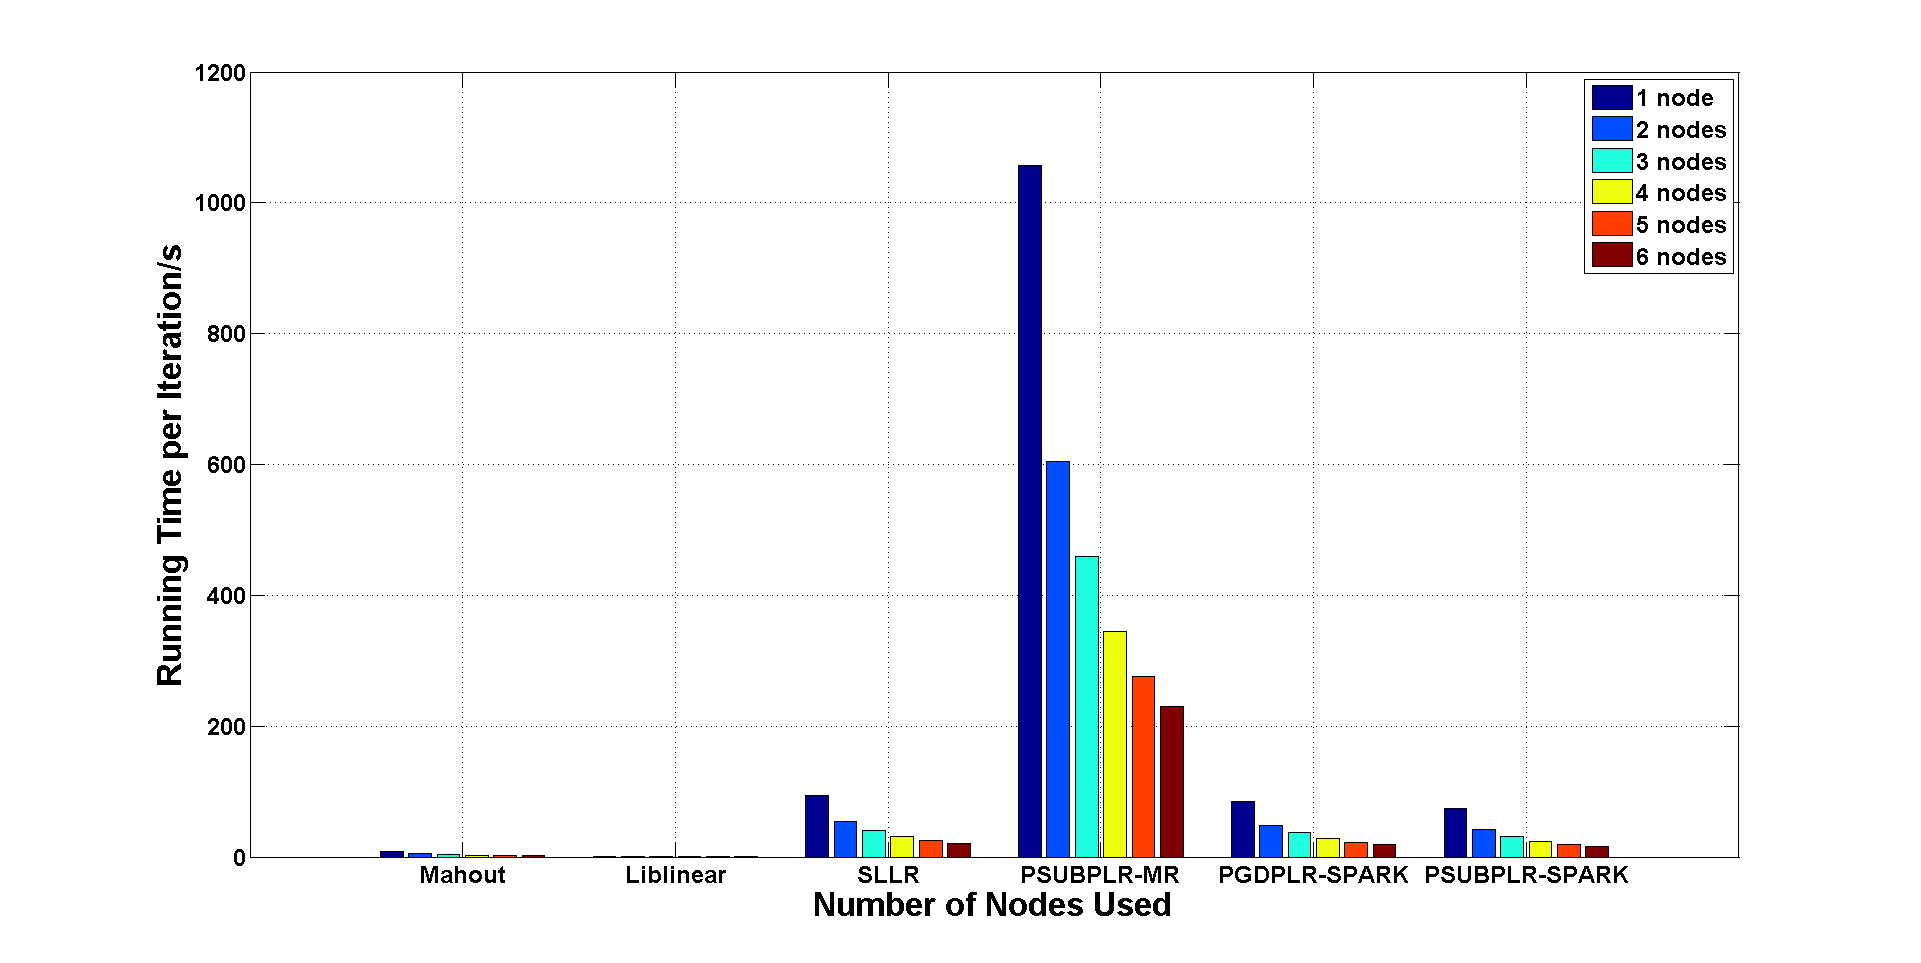 1200
1000
800
600
400
200
0
Running Time per Iteration/s
1 node
2 nodes
3 nodes
4 nodes
5 nodes
6 nodes
Mahout Liblinear SLLR PSUBPLR-MR PGDPLR-SPARK PSUBPLR-SPARK
Number of Nodes Used